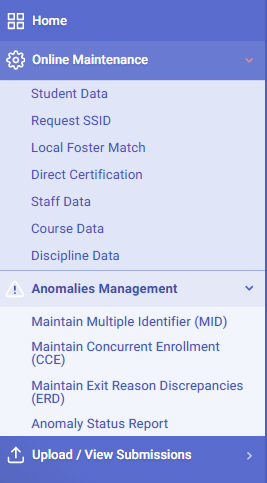 Home
Online Maintenance
Student Data
Request SSID
Local Foster Match
Direct Certification
Staff Data
Course Data
Discipline Data
Anomalies Management
Maintain Multiple Identifier (MID)
Maintain Concurrent Enrollment
(CCE)
Maintain Exit Reason Discrepancies
(ERD)
Anomaly Status Report
Upload / View Submissions